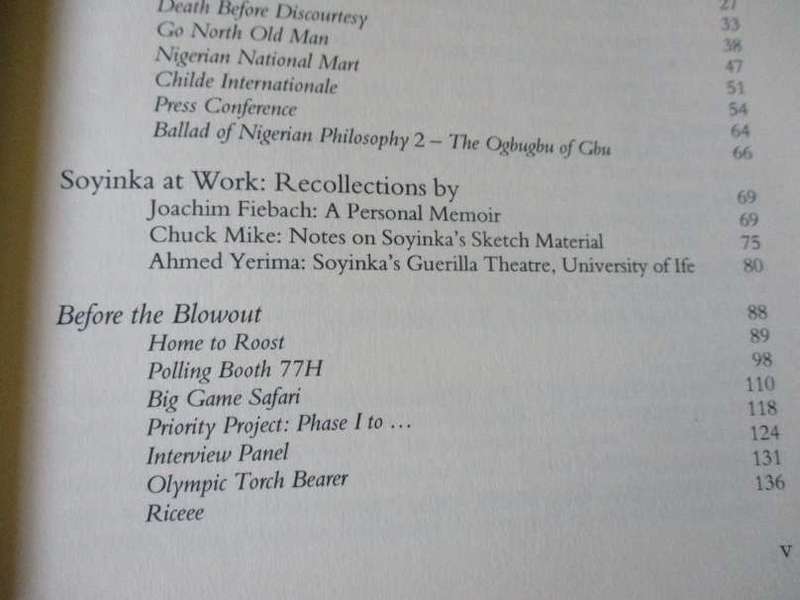 27
33
Death Before Discourtesy 38
Go North Old Man 47
Nigerian National Mart 51
Childe Internationale 54
Press Conference 64
Ballad of Nigerian Philosophy 2 – The Ogbugbu of Gbu 66
Soyinka at Work: Recollections by 69
Joachim Fiebach: A Personal Memoir 69
Chuck Mike: Notes on Soyinka's Sketch Material 75
Ahmed Yerima: Soyinka's Guerilla Theatre, University of Ife 80
Before the Blowout 88
Home to Roost 89
Polling Booth 77H 98
Big Game Safari 110
Priority Project: Phase I to … 118
Interview Panel 124
Olympic Torch Bearer 131
Riceee 136
v